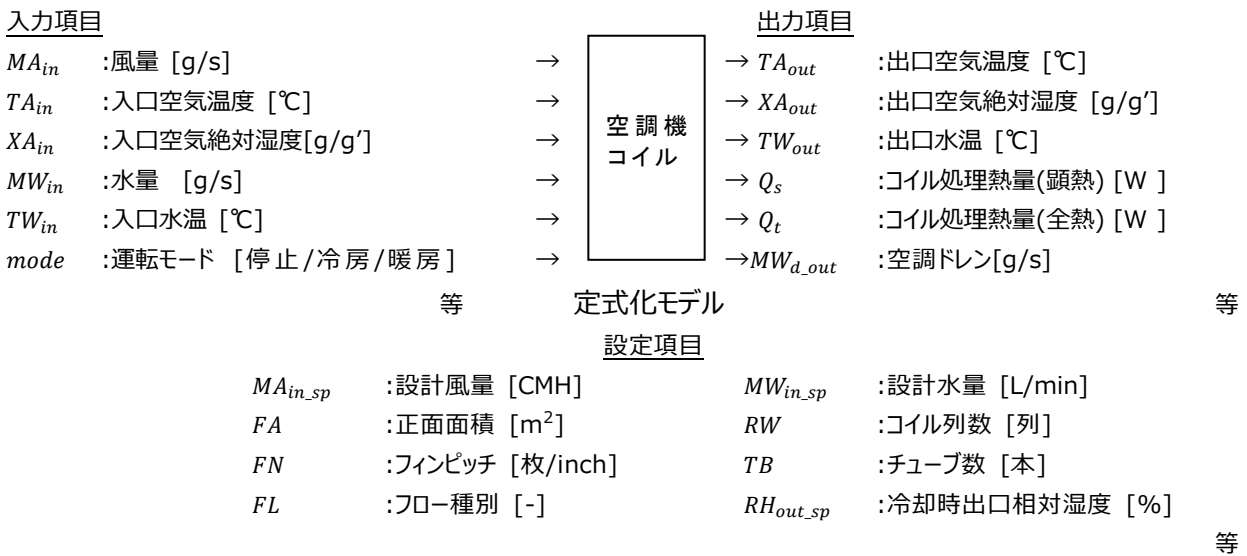 入力項目 出力項目
MA_in :風量 [g/s] → → TA_out :出口空気温度 [℃]
TA_in :入口空気温度 [℃] → → XA_out :出口空気絶対湿度 [g/g′]
XA_in :入口空気絶対湿度[g/g′] → 空調機 → TW_out :出口水温 [℃]
MW_in :水量 [g/s] → コイル → Q_s :コイル処理熱量(顕熱) [W ]
TW_in :入口水温 [℃] → → Q_t :コイル処理熱量(全熱) [W ]
mode :運転モード [停止/冷房/暖房] → →MW_d_out :空調ドレン[g/s]
等 定式化モデル 等
設定項目
MA_in_sp :設計風量 [CMH] MW_in_sp :設計水量 [L/min]
FA :正面面積 [m²] RW :コイル列数 [列]
FN :フィンピッチ [枚/inch] TB :チューブ数 [本]
FL :フロー種別 [-] RH_out_sp :冷却時出口相対湿度 [%]
等